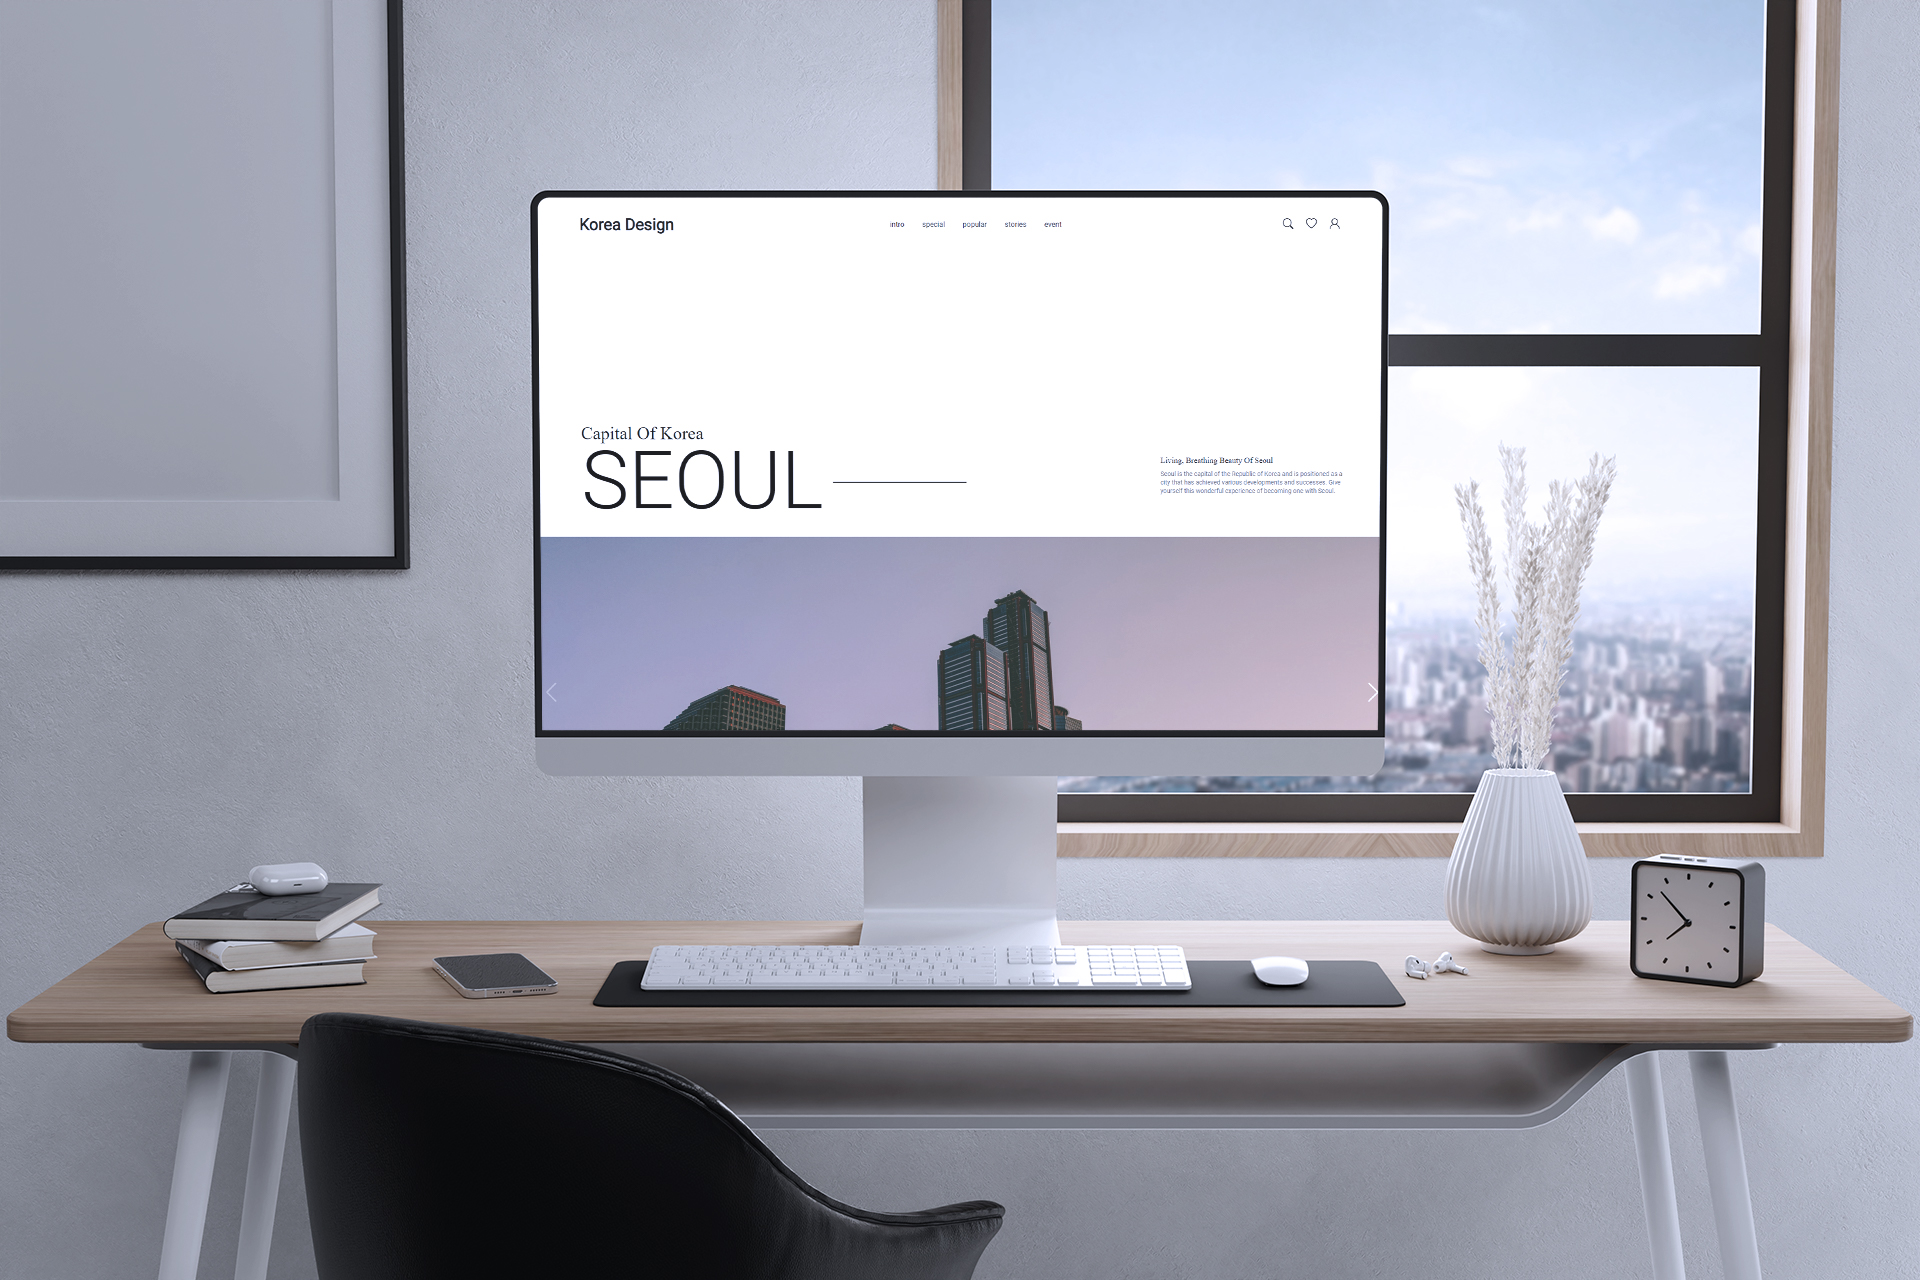 Korea Design
intro special popular stories event
Capital Of Korea
SEOUL
Living, Breathing Beauty Of Seoul
Seoul is the capital of the Republic of Korea and is positioned as a
city that has achieved various developments and successes. Give
yourself this wonderful experience of becoming one with Seoul.